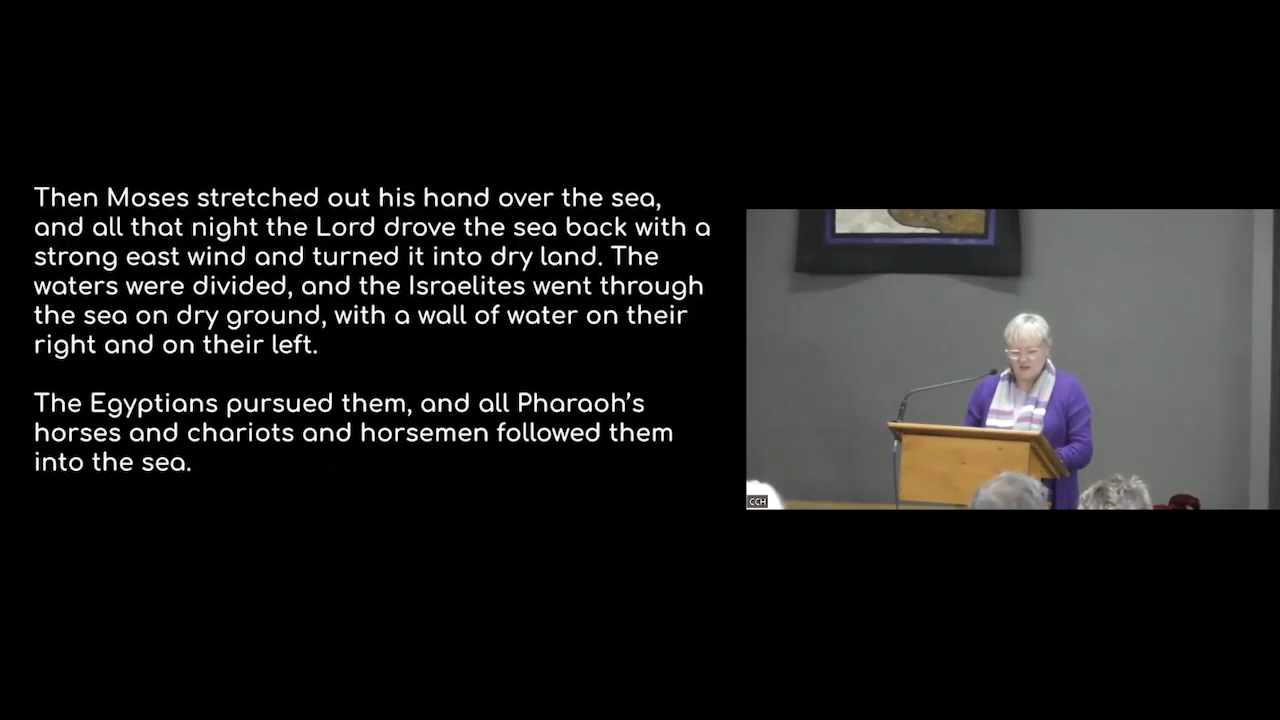 Then Moses stretched out his hand over the sea,
and all that night the Lord drove the sea back with a
strong east wind and turned it into dry land. The
waters were divided, and the Israelites went through
the sea on dry ground, with a wall of water on their
right and on their left.
The Egyptians pursued them, and all Pharaoh's
horses and chariots and horsemen followed them
into the sea.
CCH